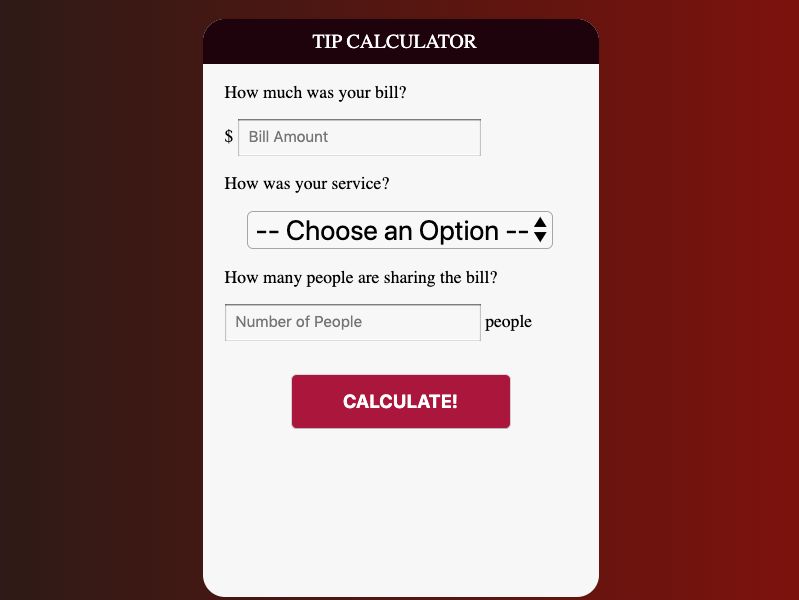 TIP CALCULATOR
How much was your bill?
$ Bill Amount
How was your service?
-- Choose an Option --
How many people are sharing the bill?
Number of People people
CALCULATE!